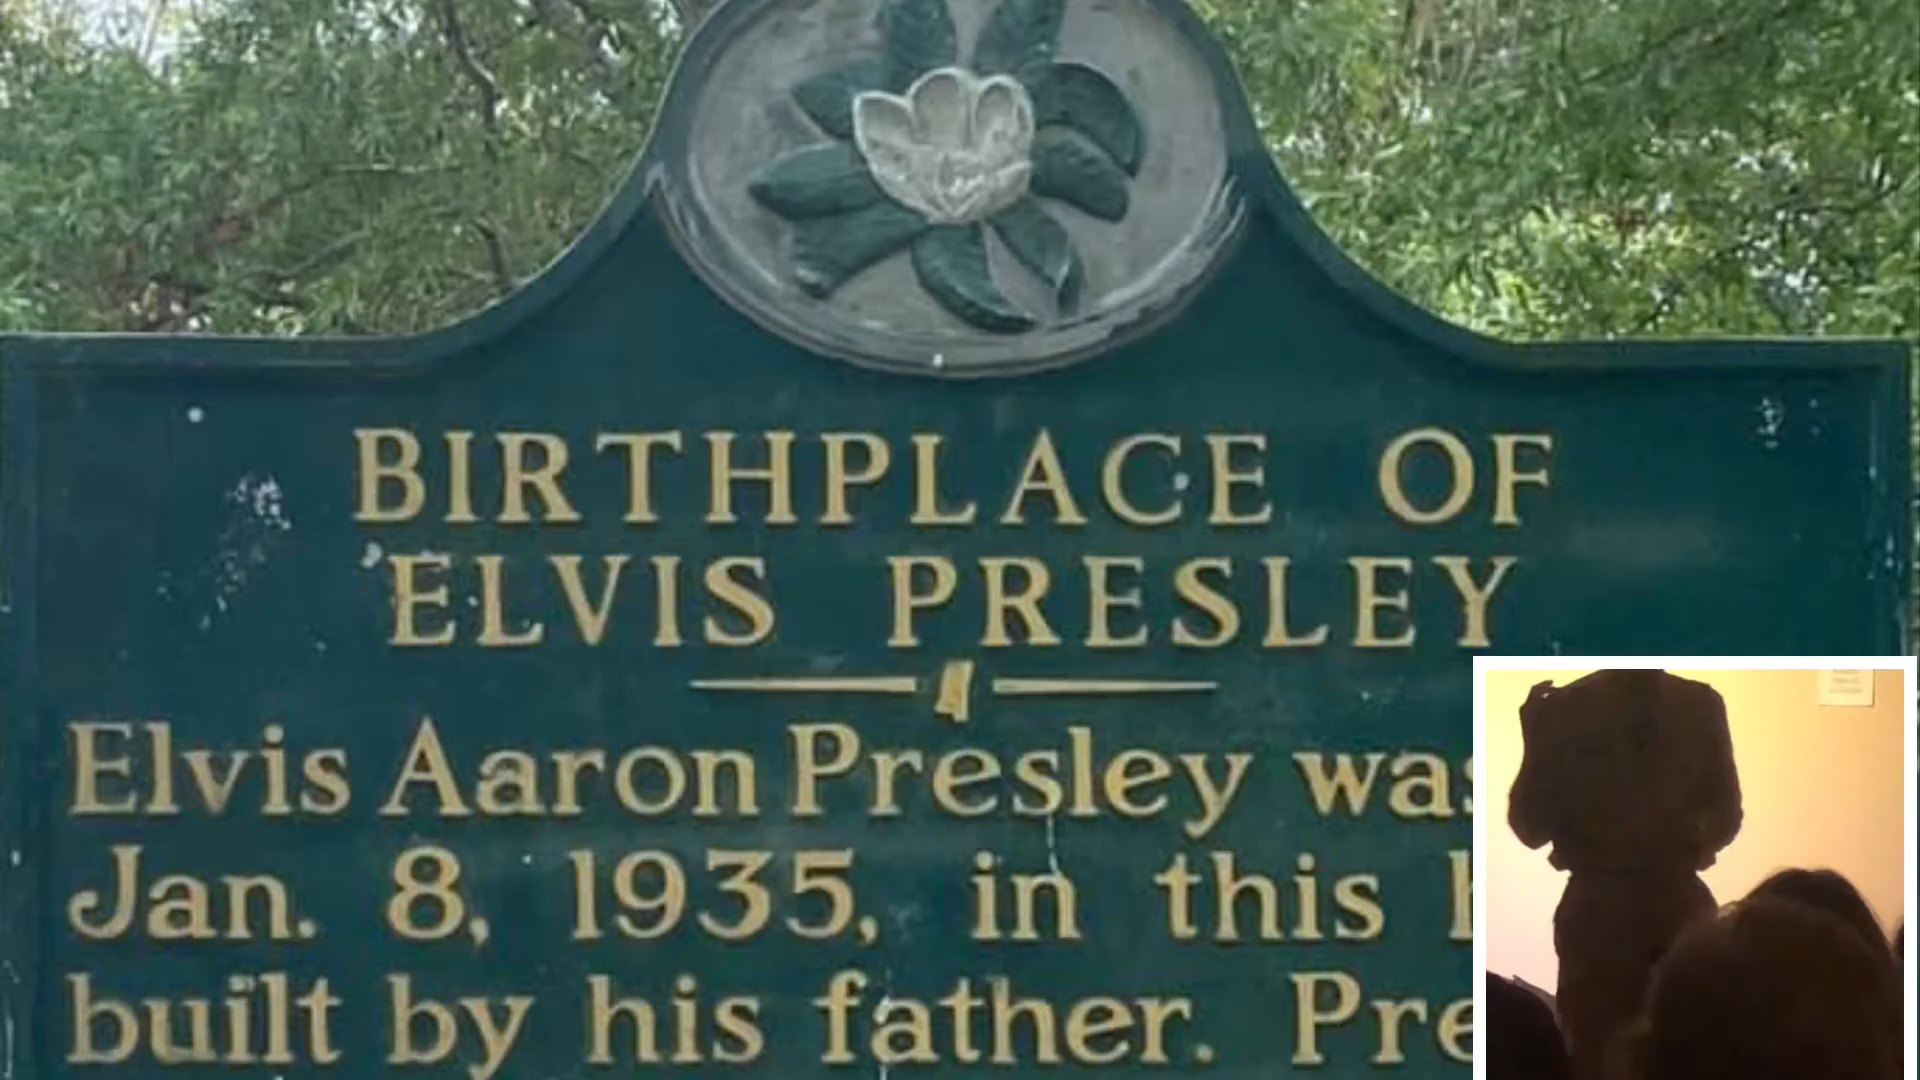 BIRTHPLACE OF
ELVIS PRESLEY
Elvis Aaron Presley was
Jan. 8, 1935, in this
built by his father.